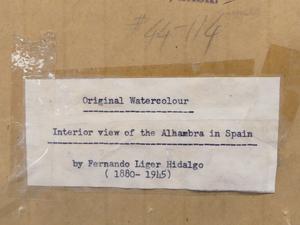 #44-114
Original Watercolour
Interior view of the Alhambra in Spain
by Fernando Liger Hidalgo
( 1880- 1945)